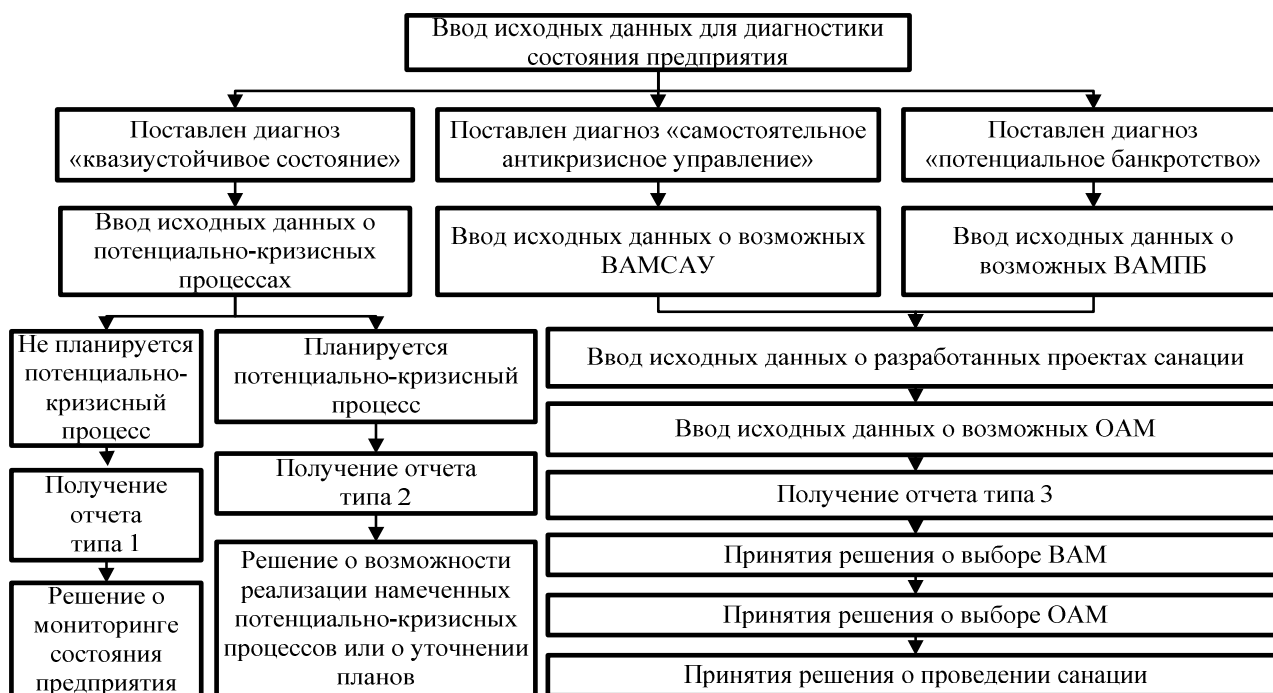 Ввод исходных данных для диагностики
состояния предприятия
Поставлен диагноз
«квазиустойчивое состояние»
Поставлен диагноз «самостоятельное
антикризисное управление»
Поставлен диагноз
«потенциальное банкротство»
Ввод исходных данных о
потенциально-кризисных
процессах
Ввод исходных данных о возможных
ВАМСАУ
Ввод исходных данных о
возможных ВАМПБ
Не планируется
потенциально-
кризисный
процесс
Планируется
потенциально-кризисный
процесс
Ввод исходных данных о разработанных проектах санации
Ввод исходных данных о возможных ОАМ
Получение
отчета
типа 1
Получение отчета
типа 2
Получение отчета типа 3
Решение о
мониторинге
состояния
предприятия
Решение о возможности
реализации намеченных
потенциально-кризисных
процессов или о уточнении
планов
Принятия решения о выборе ВАМ
Принятия решения о выборе ОАМ
Принятия решения о проведении санации